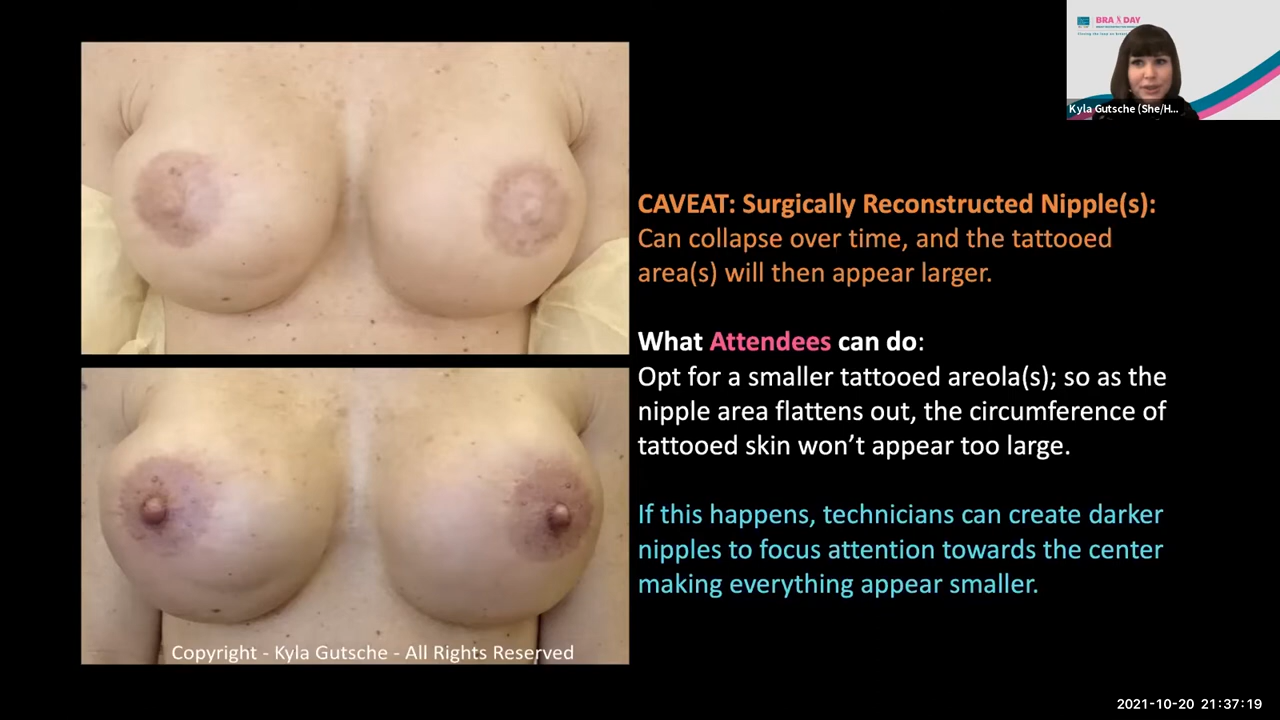 BRA DAY
Kyla Gutsche (She/H...
CAVEAT: Surgically Reconstructed Nipple(s):
Can collapse over time, and the tattooed
area(s) will then appear larger.
What Attendees can do:
Opt for a smaller tattooed areola(s); so as the
nipple area flattens out, the circumference of
tattooed skin won’t appear too large.
If this happens, technicians can create darker
nipples to focus attention towards the center
making everything appear smaller.
Copyright - Kyla Gutsche - All Rights Reserved
2021-10-20 21:37:19